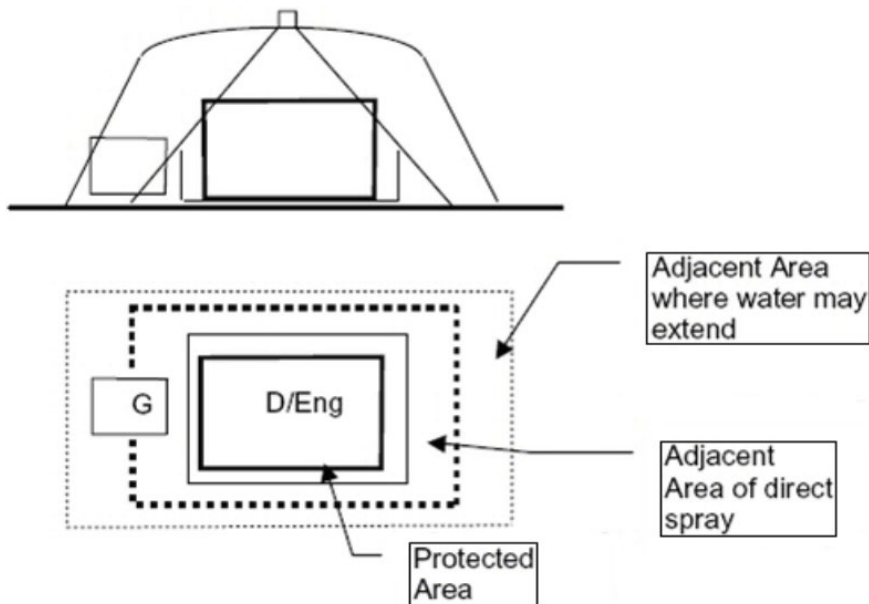 Adjacent Area
where water may
extend
G
D/Eng
Adjacent
Area of direct
spray
Protected
Area